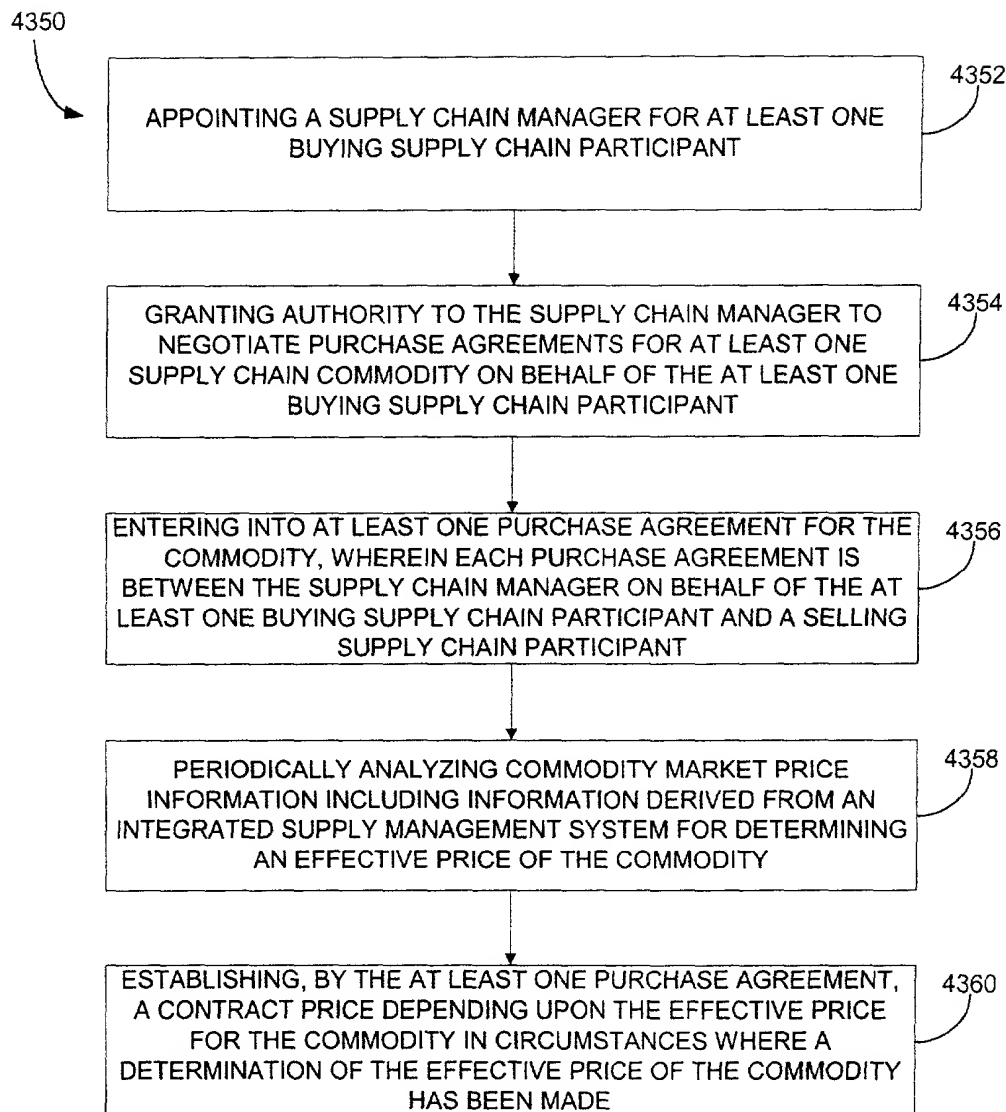 4350
4352
APPOINTING A SUPPLY CHAIN MANAGER FOR AT LEAST ONE
BUYING SUPPLY CHAIN PARTICIPANT
4354
GRANTING AUTHORITY TO THE SUPPLY CHAIN MANAGER TO
NEGOTIATE PURCHASE AGREEMENTS FOR AT LEAST ONE
SUPPLY CHAIN COMMODITY ON BEHALF OF THE AT LEAST ONE
BUYING SUPPLY CHAIN PARTICIPANT
4356
ENTERING INTO AT LEAST ONE PURCHASE AGREEMENT FOR THE
COMMODITY, WHEREIN EACH PURCHASE AGREEMENT IS
BETWEEN THE SUPPLY CHAIN MANAGER ON BEHALF OF THE AT
LEAST ONE BUYING SUPPLY CHAIN PARTICIPANT AND A SELLING
SUPPLY CHAIN PARTICIPANT
4358
PERIODICALLY ANALYZING COMMODITY MARKET PRICE
INFORMATION INCLUDING INFORMATION DERIVED FROM AN
INTEGRATED SUPPLY MANAGEMENT SYSTEM FOR DETERMINING
AN EFFECTIVE PRICE OF THE COMMODITY
4360
ESTABLISHING, BY THE AT LEAST ONE PURCHASE AGREEMENT,
A CONTRACT PRICE DEPENDING UPON THE EFFECTIVE PRICE
FOR THE COMMODITY IN CIRCUMSTANCES WHERE A
DETERMINATION OF THE EFFECTIVE PRICE OF THE COMMODITY
HAS BEEN MADE